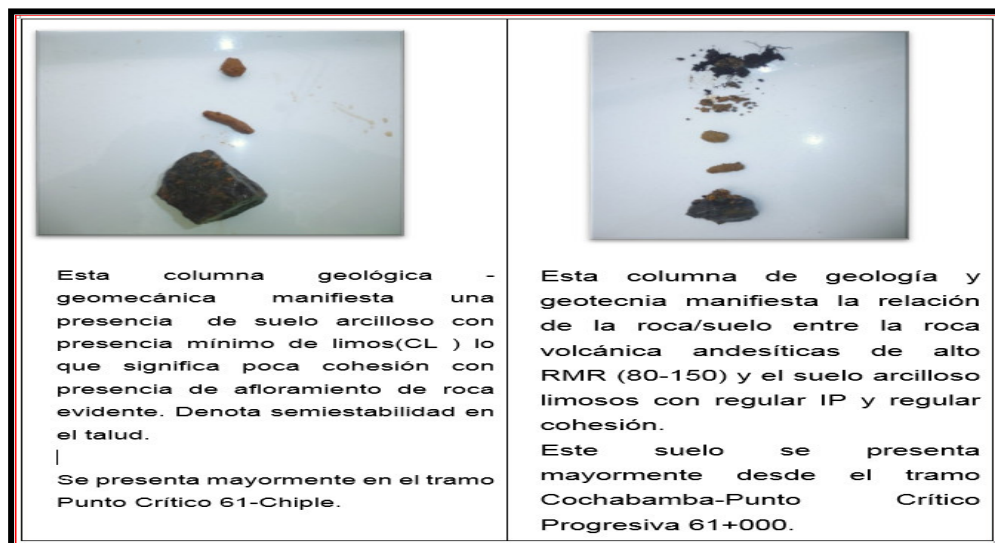 Esta columna geológica -
geomecánica manifiesta una
presencia de suelo arcilloso con
presencia mínimo de limos(CL ) lo
que significa poca cohesión con
presencia de afloramiento de roca
evidente. Denota semiestabilidad en
el talud.
Se presenta mayormente en el tramo
Punto Crítico 61-Chiple.
Esta columna de geología y
geotecnia manifiesta la relación
de la roca/suelo entre la roca
volcánica andesíticas de alto
RMR (80-150) y el suelo arcilloso
limosos con regular IP y regular
cohesión.
Este suelo se presenta
mayormente desde el tramo
Cochabamba-Punto Crítico
Progresiva 61+000.